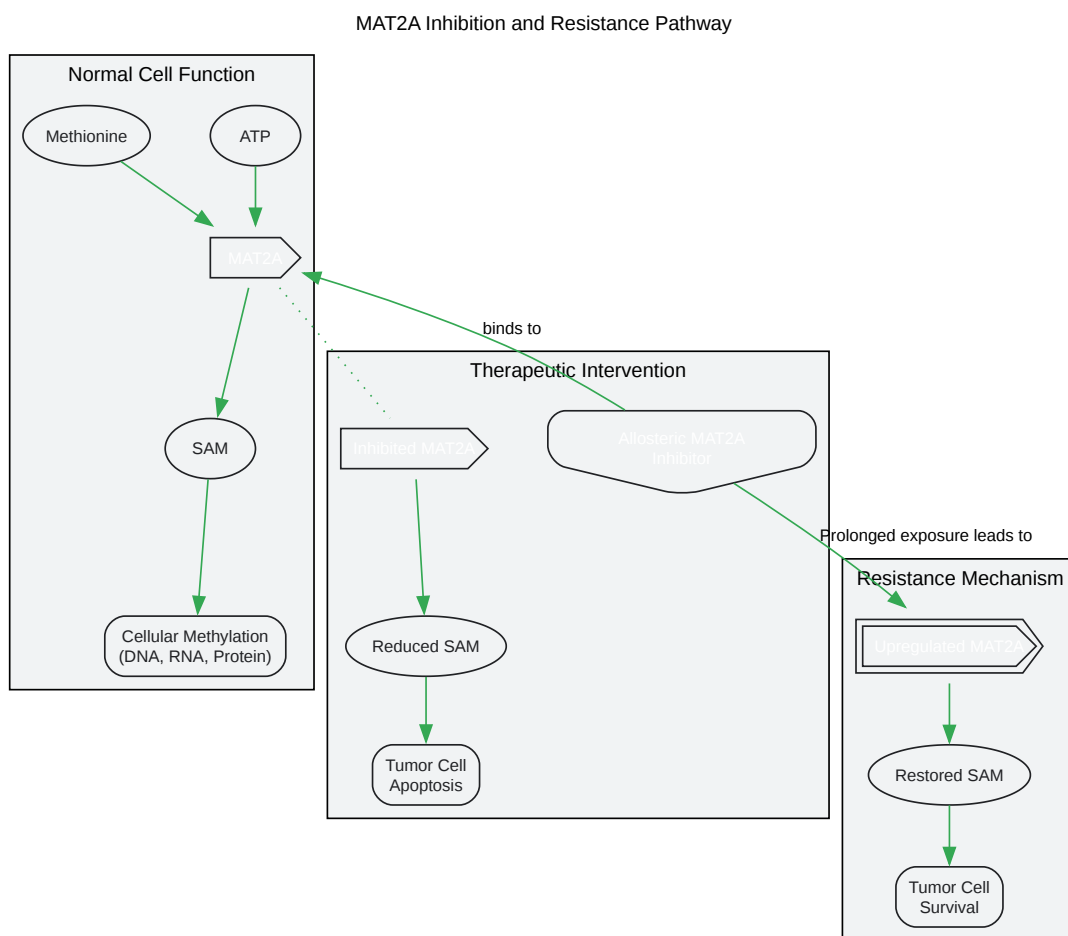 MAT2A Inhibition and Resistance Pathway
Normal Cell Function
Methionine
ATP
MAT2A
SAM
Cellular Methylation
(DNA, RNA, Protein)
binds to
Therapeutic Intervention
Inhibited MAT2A
Allosteric MAT2A
Inhibitor
Reduced SAM
Tumor Cell
Apoptosis
Prolonged exposure leads to
Resistance Mechanism
Upregulated MAT2A
Restored SAM
Tumor Cell
Survival